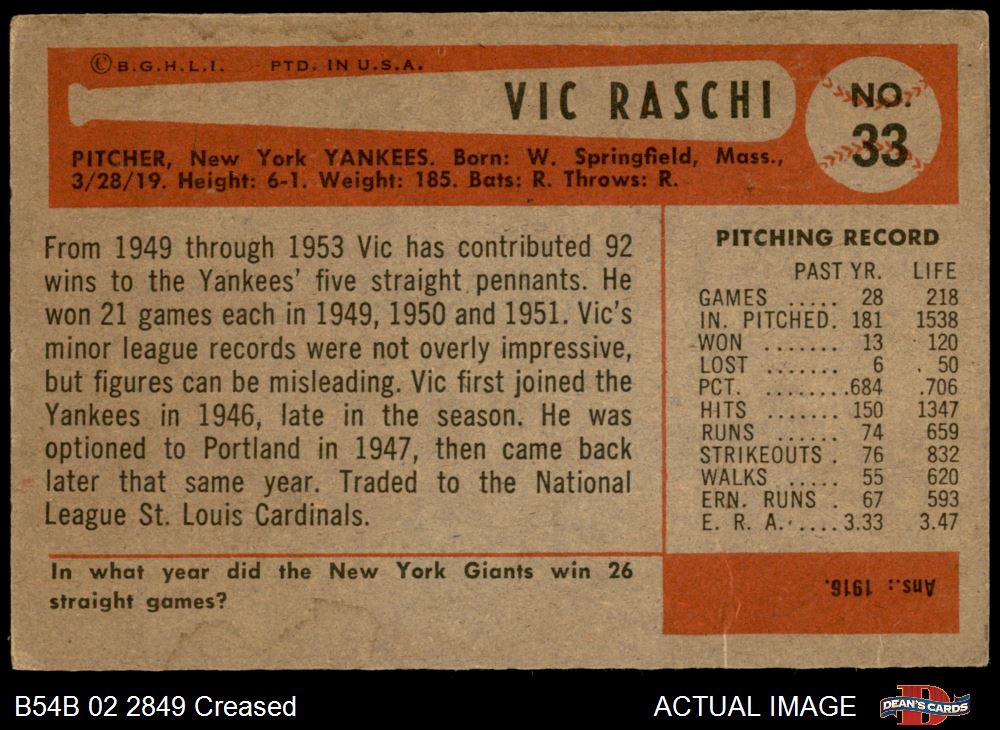 © B.G.H.L.I. PTD. IN U.S.A.
VIC RASCHI
NO. 33
PITCHER, New York YANKEES. Born: W. Springfield, Mass.,
3/28/19. Height: 6-1. Weight: 185. Bats: R. Throws: R.
From 1949 through 1953 Vic has contributed 92
wins to the Yankees' five straight pennants. He
won 21 games each in 1949, 1950 and 1951. Vic's
minor league records were not overly impressive,
but figures can be misleading. Vic first joined the
Yankees in 1946, late in the season. He was
optioned to Portland in 1947, then came back
later that same year. Traded to the National
League St. Louis Cardinals.
In what year did the New York Giants win 26
straight games?
PITCHING RECORD
PAST YR. LIFE
GAMES ..... 28 218
IN. PITCHED. 181 1538
WON ....... 13 120
LOST ....... 6 50
PCT. ........ .684 .706
HITS ....... 150 1347
RUNS ...... 74 659
STRIKEOUTS . 76 832
WALKS ..... 55 620
ERN. RUNS . 67 593
E. R. A. ..... 3.33 3.47
Ans.: 1916.
B54B 02 2849 Creased
ACTUAL IMAGE
D
DEAN'S CARDS